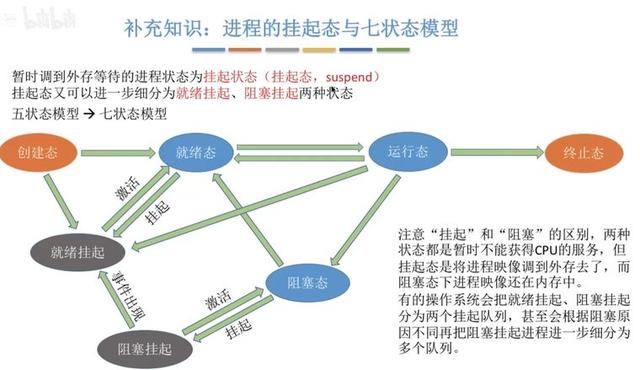 bilibili
补充知识：进程的挂起态与七状态模型
暂时调到外存等待的进程状态为挂起状态（挂起态，suspend）
挂起态又可以进一步细分为就绪挂起、阻塞挂起两种状态
五状态模型 → 七状态模型
创建态
就绪态
运行态
终止态
激活
挂起
就绪挂起
阻塞态
事件出现
激活
挂起
阻塞挂起
注意“挂起”和“阻塞”的区别，两种
状态都是暂时不能获得CPU的服务，但
挂起态是将进程映像调到外存去了，而
阻塞态下进程映像还在内存中。
有的操作系统会把就绪挂起、阻塞挂起
分为两个挂起队列，甚至会根据阻塞原
因不同再把阻塞挂起进程进一步细分为
多个队列。